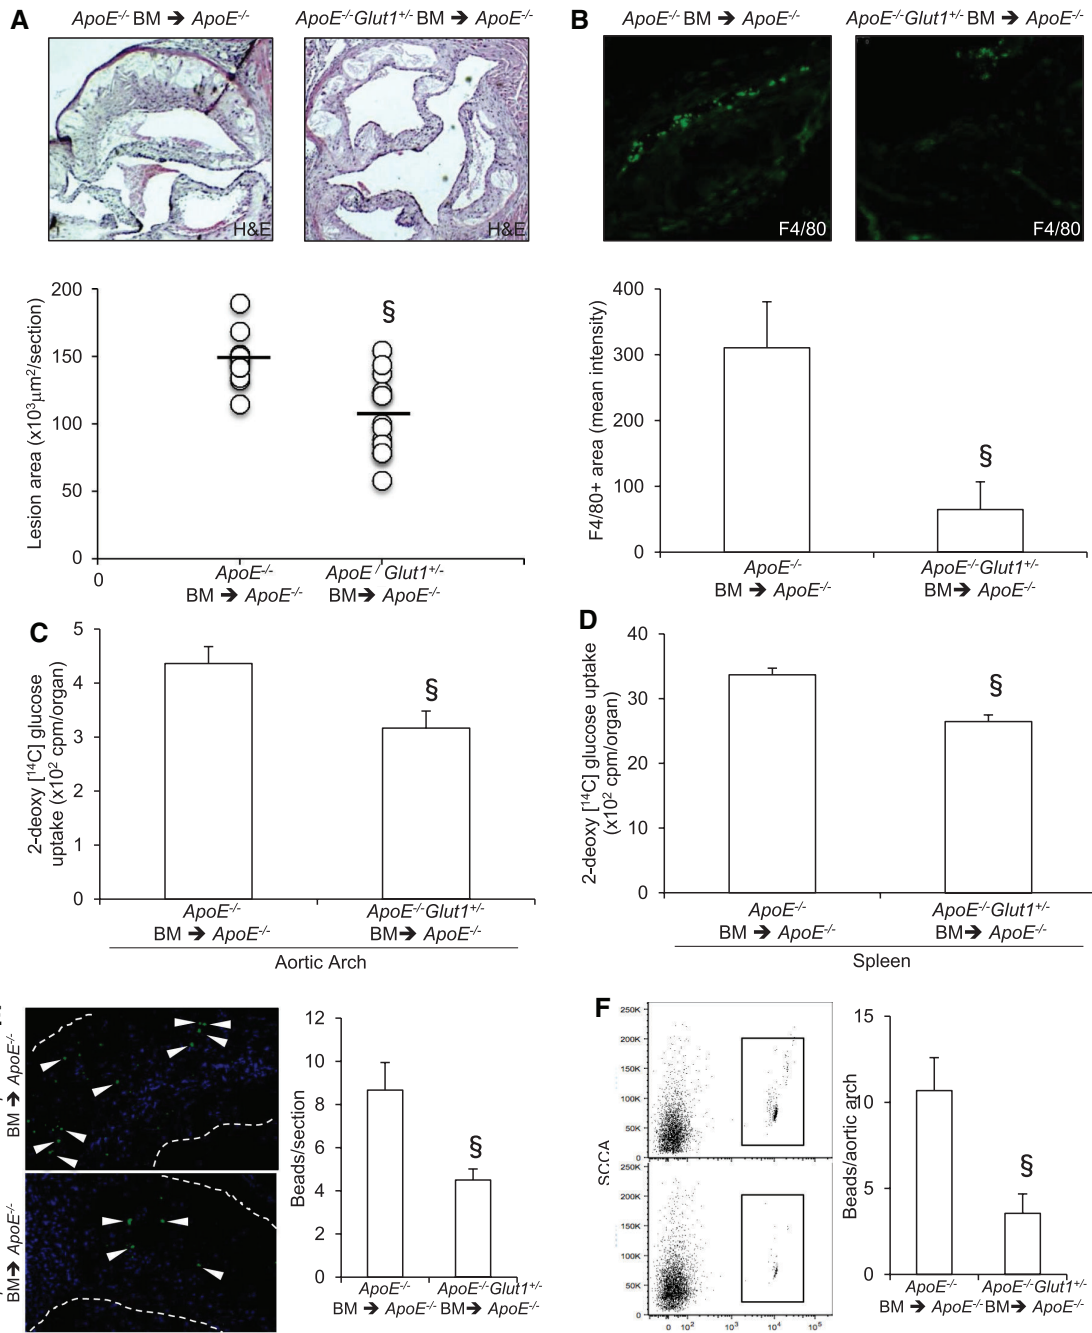 A
ApoE-/- BM ➔ ApoE-/-
ApoE-/-Glut1+/- BM ➔ ApoE-/-
H&E
H&E
B
ApoE-/- BM ➔ ApoE-/-
ApoE-/-Glut1+/- BM ➔ ApoE-/-
F4/80
F4/80
Lesion area (x10³µm²/section)
200
150
100
50
0
0
§
ApoE-/-
BM ➔ ApoE-/-
ApoE / Glut1+/-
BM➔ ApoE-/-
F4/80+ area (mean intensity)
400
300
200
100
0
§
ApoE-/-
BM ➔ ApoE-/-
ApoE-/-Glut1+/-
BM➔ ApoE-/-
C
2-deoxy [¹⁴C] glucose
uptake (x10² cpm/organ)
5
4
3
2
1
0
§
ApoE-/-
BM ➔ ApoE-/-
ApoE-/-Glut1+/-
BM➔ ApoE-/-
Aortic Arch
D
2-deoxy [¹⁴C] glucose uptake
(x10² cpm/organ)
40
30
20
10
0
§
ApoE-/-
BM ➔ ApoE-/-
ApoE-/-Glut1+/-
BM➔ ApoE-/-
Spleen
BM ➔ ApoE-/-
BM➔ ApoE-/-
Beads/section
12
10
8
6
4
2
0
§
ApoE-/-
BM ➔ ApoE-/-
ApoE-/-Glut1+/-
BM➔ ApoE-/-
F
250K
200K
150K
100K
50K
0
250K
200K
150K
100K
50K
0
0 10² 10³ 10⁴ 10⁵
Beads/aortic arch
15
10
5
0
§
ApoE-/-
BM ➔ ApoE-/-
ApoE-/-Glut1+/-
BM➔ ApoE-/-